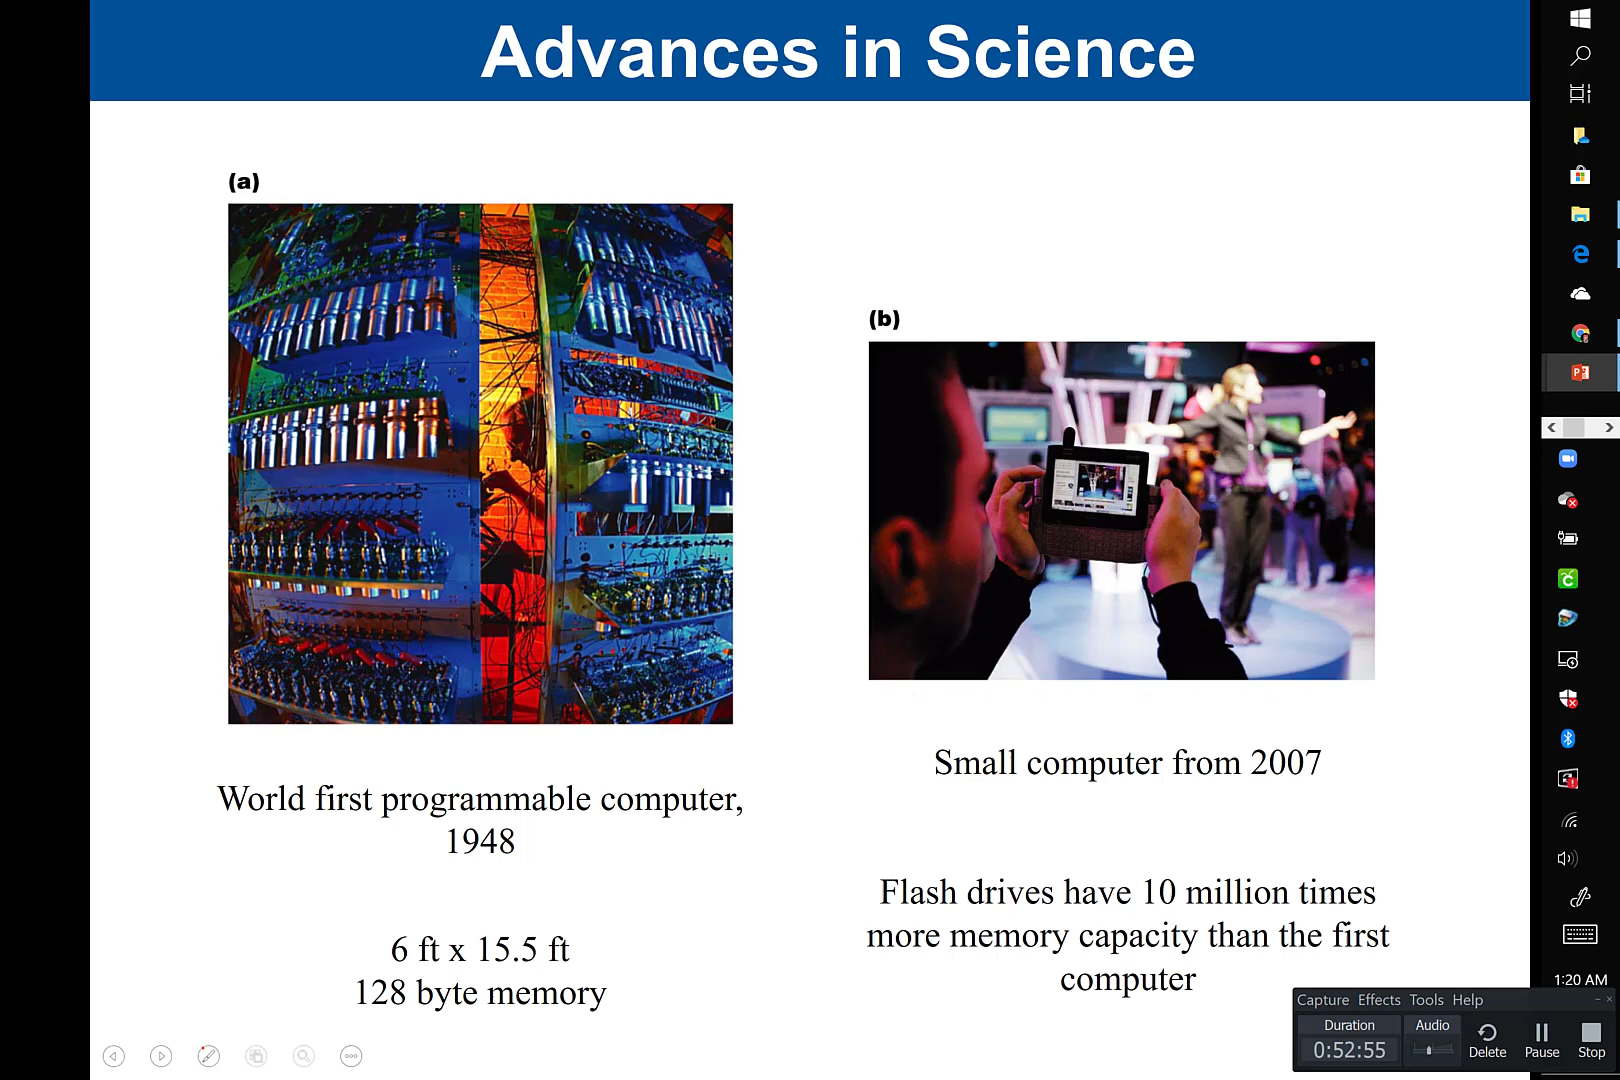 Advances in Science
(a)
(b)
World first programmable computer,
1948
6 ft x 15.5 ft
128 byte memory
Small computer from 2007
Flash drives have 10 million times
more memory capacity than the first
computer
1:20 AM
Capture Effects Tools Help
Duration
Audio
0:52:55
Delete
Pause
Stop